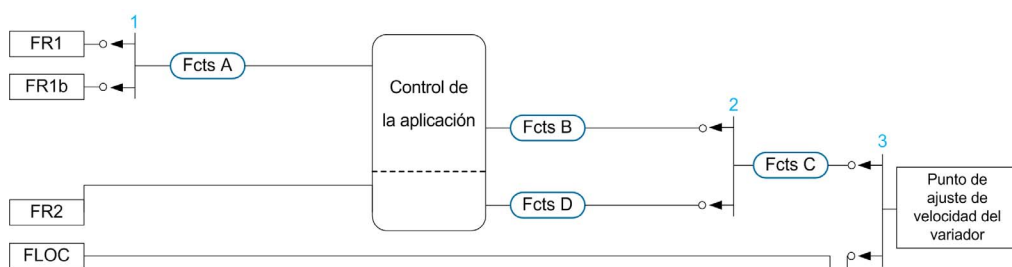 1
FR1
Fcts A
FR1b
Control de
la aplicación
2
Fcts B
3
Fcts C
Punto de
ajuste de
velocidad del
variador
FR2
Fcts D
FLOC